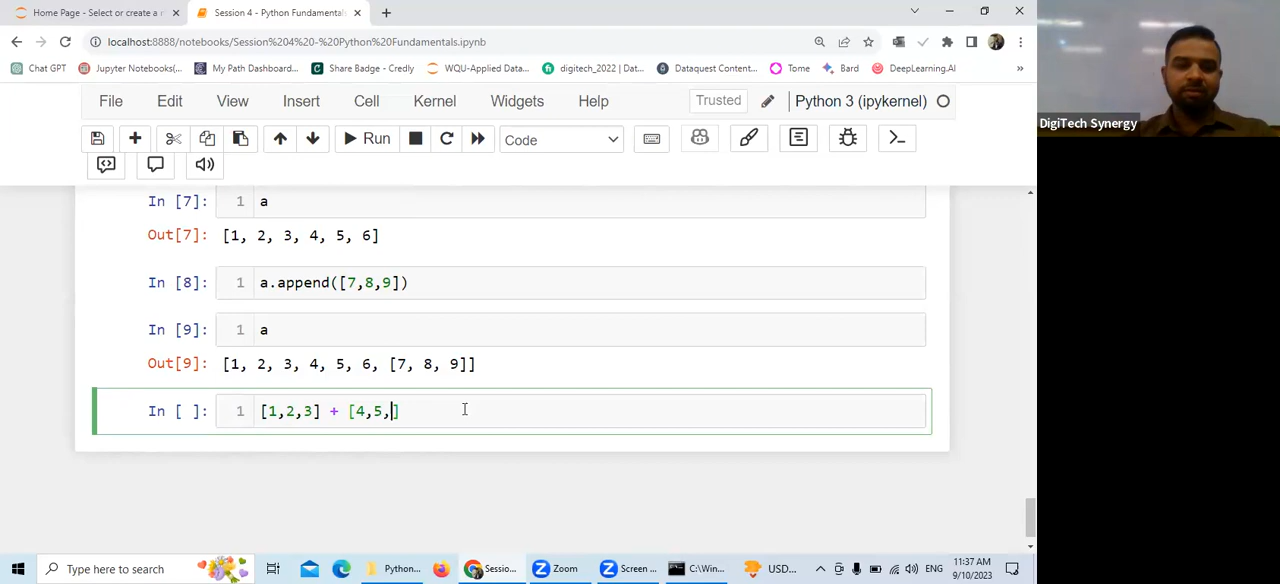 Home Page - Select or create a n
Session 4 - Python Fundamentals
localhost:8888/notebooks/Session%204%20-%20Python%20Fundamentals.ipynb
Chat GPT
Jupyter Notebooks(...
My Path Dashboard...
Share Badge - Credly
WQU-Applied Data...
digitech_2022 | Dat...
Dataquest Content...
Tome
Bard
DeepLearning.AI
»
File Edit View Insert Cell Kernel Widgets Help
Trusted
Python 3 (ipykernel)
Run
Code
DigiTech Synergy
In [7]: 1 a
Out[7]: [1, 2, 3, 4, 5, 6]
In [8]: 1 a.append([7,8,9])
In [9]: 1 a
Out[9]: [1, 2, 3, 4, 5, 6, [7, 8, 9]]
In [ ]: 1 [1,2,3] + [4,5,]
Type here to search
Python...
Sessio...
Zoom
Screen ...
C:\Win...
USD...
ENG
11:37 AM
9/10/2023